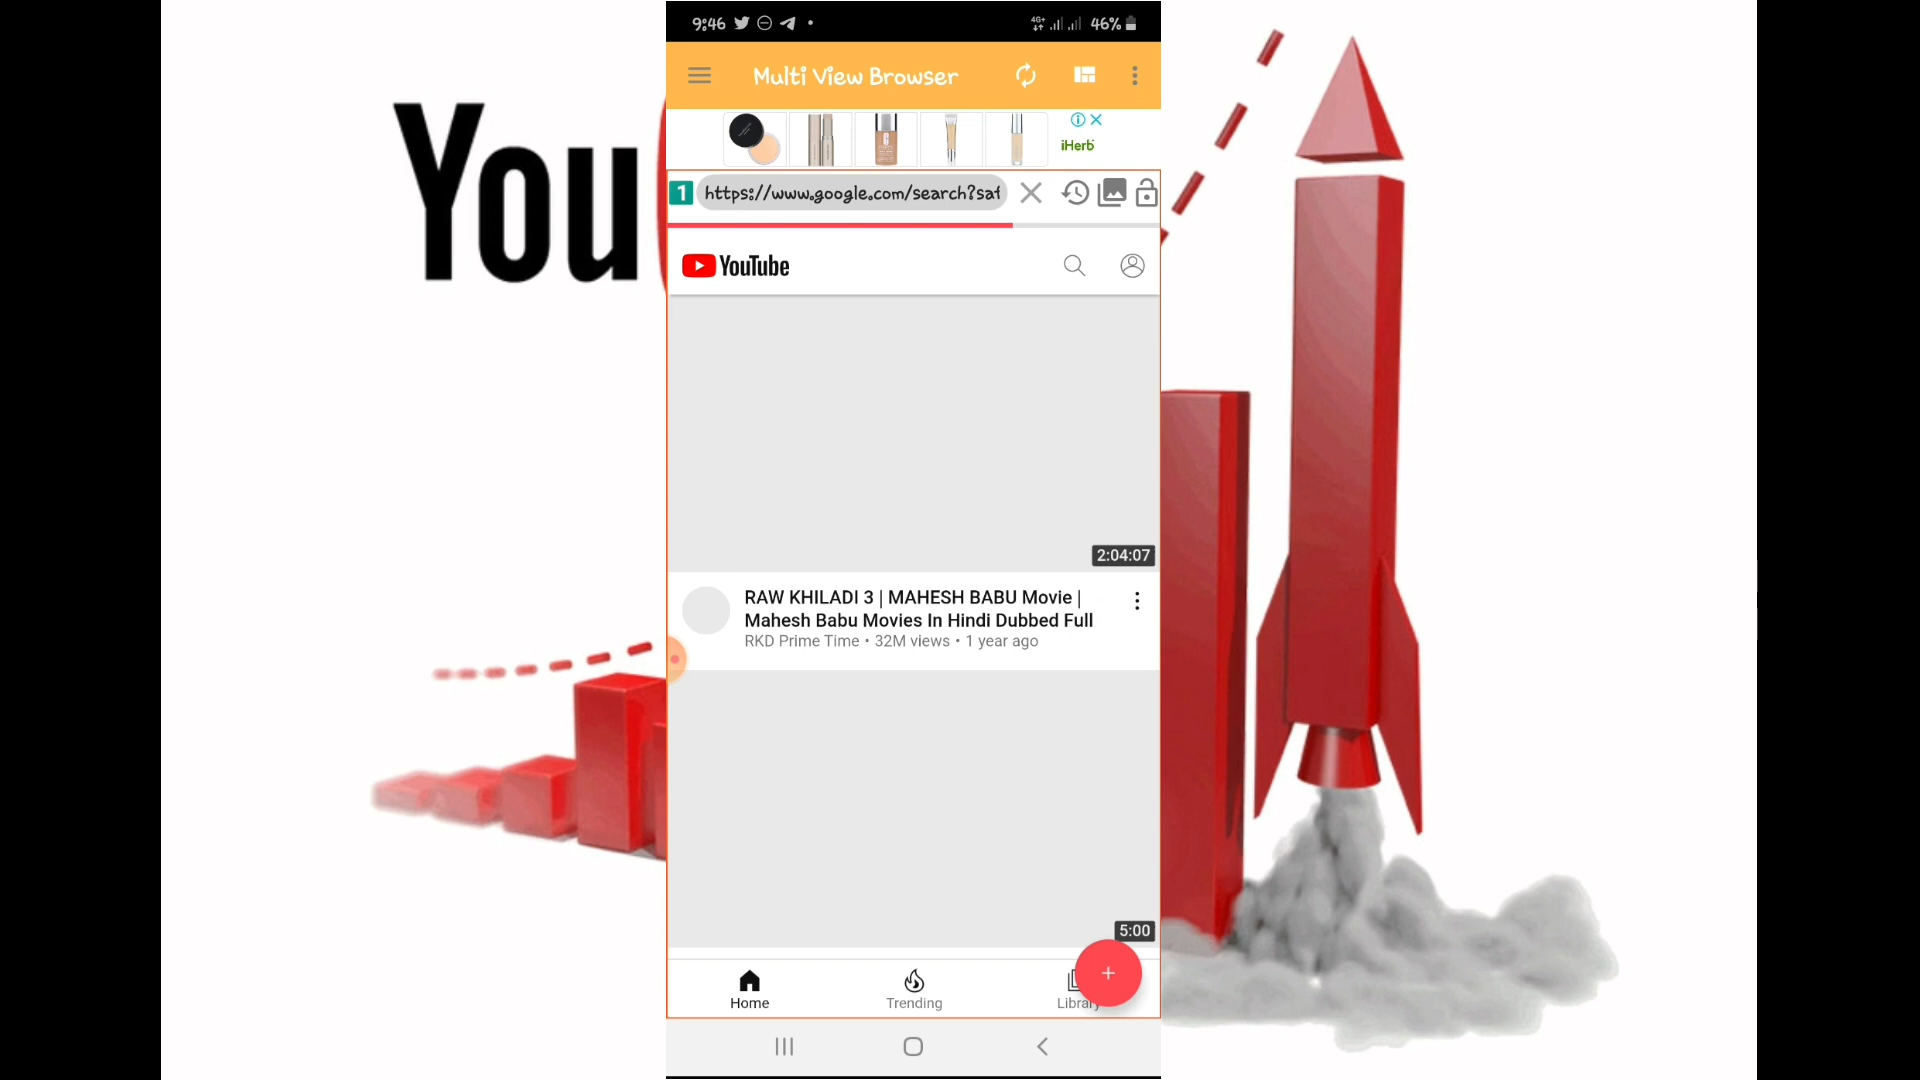 9:46
4G+
46%
Multi View Browser
iHerb
1
https://www.google.com/search?saf
You
YouTube
2:04:07
RAW KHILADI 3 | MAHESH BABU Movie |
Mahesh Babu Movies In Hindi Dubbed Full
RKD Prime Time • 32M views • 1 year ago
5:00
Home
Trending
Library